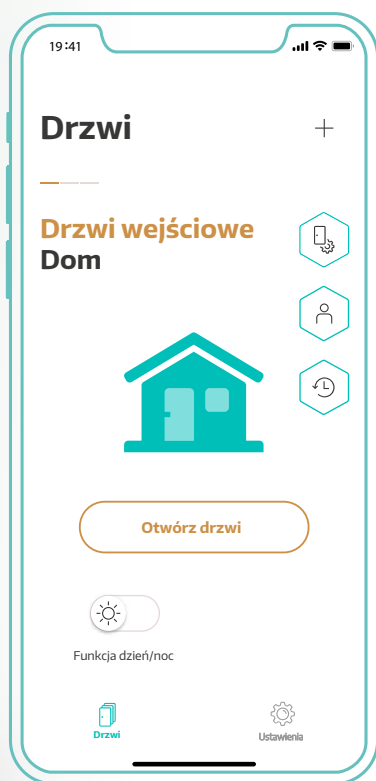 19:41
Drzwi
Drzwi wejściowe
Dom
Otwórz drzwi
Funkcja dzień/noc
Drzwi
Ustawienia